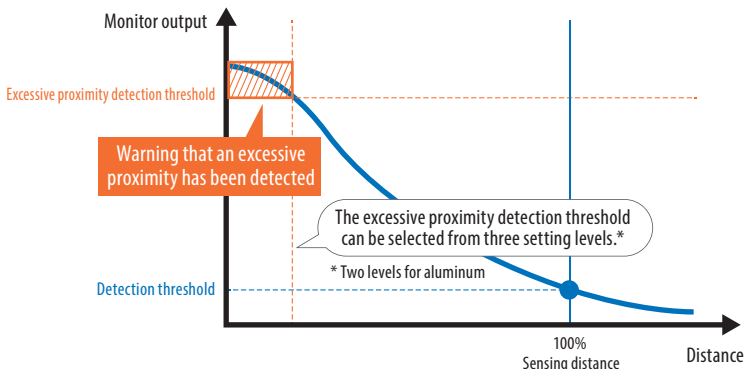 Monitor output
Excessive proximity detection threshold
Warning that an excessive
proximity has been detected
The excessive proximity detection threshold
can be selected from three setting levels.*
* Two levels for aluminum
Detection threshold
100%
Sensing distance
Distance